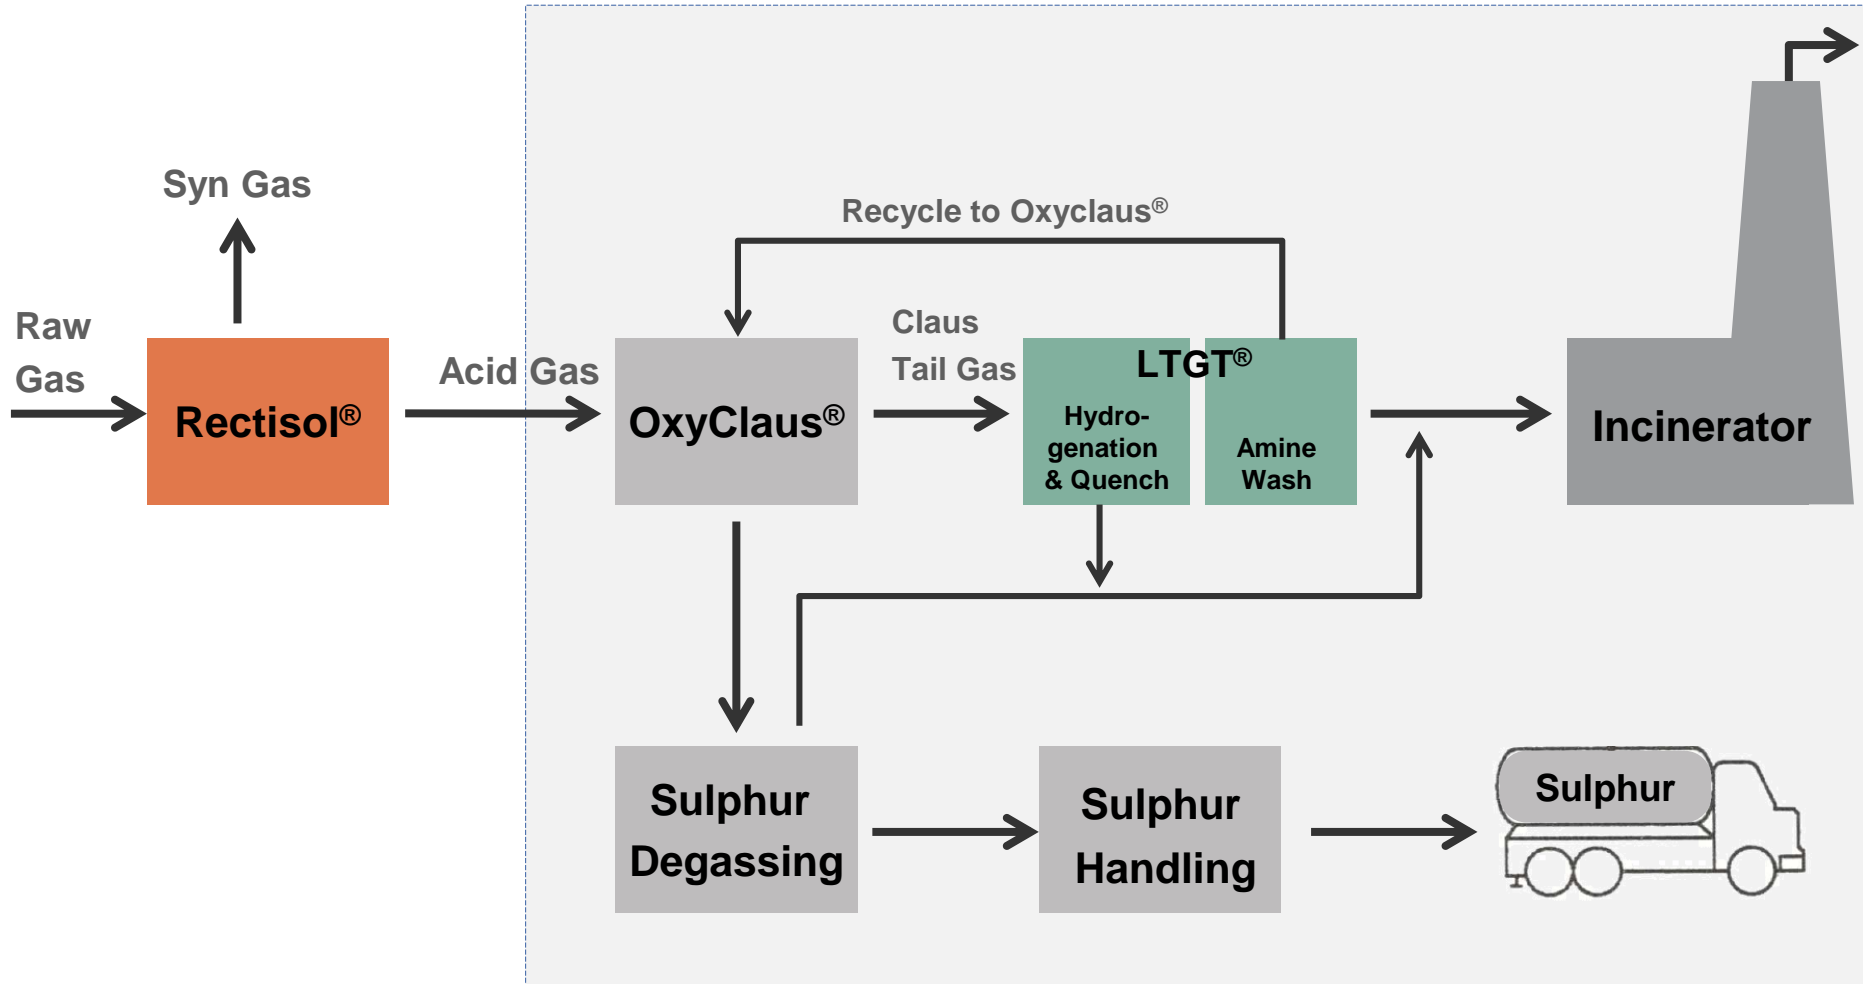 Syn Gas
Recycle to Oxyclaus®
Raw
Gas
Rectisol®
Acid Gas
OxyClaus®
Claus
Tail Gas
LTGT®
Hydro-
genation
& Quench
Amine
Wash
Incinerator
Sulphur
Degassing
Sulphur
Handling
Sulphur